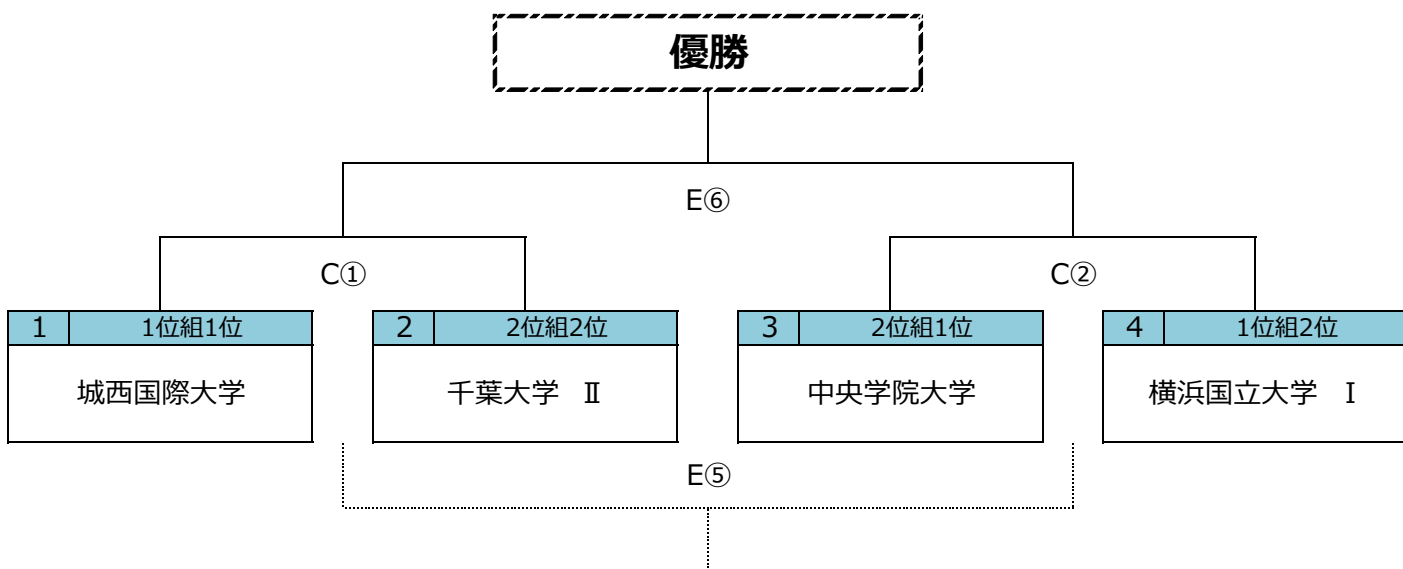 優勝
E⑥
C①
C②
1 1位組1位
2 2位組2位
3 2位組1位
4 1位組2位
城西国際大学
千葉大学 Ⅱ
中央学院大学
横浜国立大学 Ⅰ
E⑤